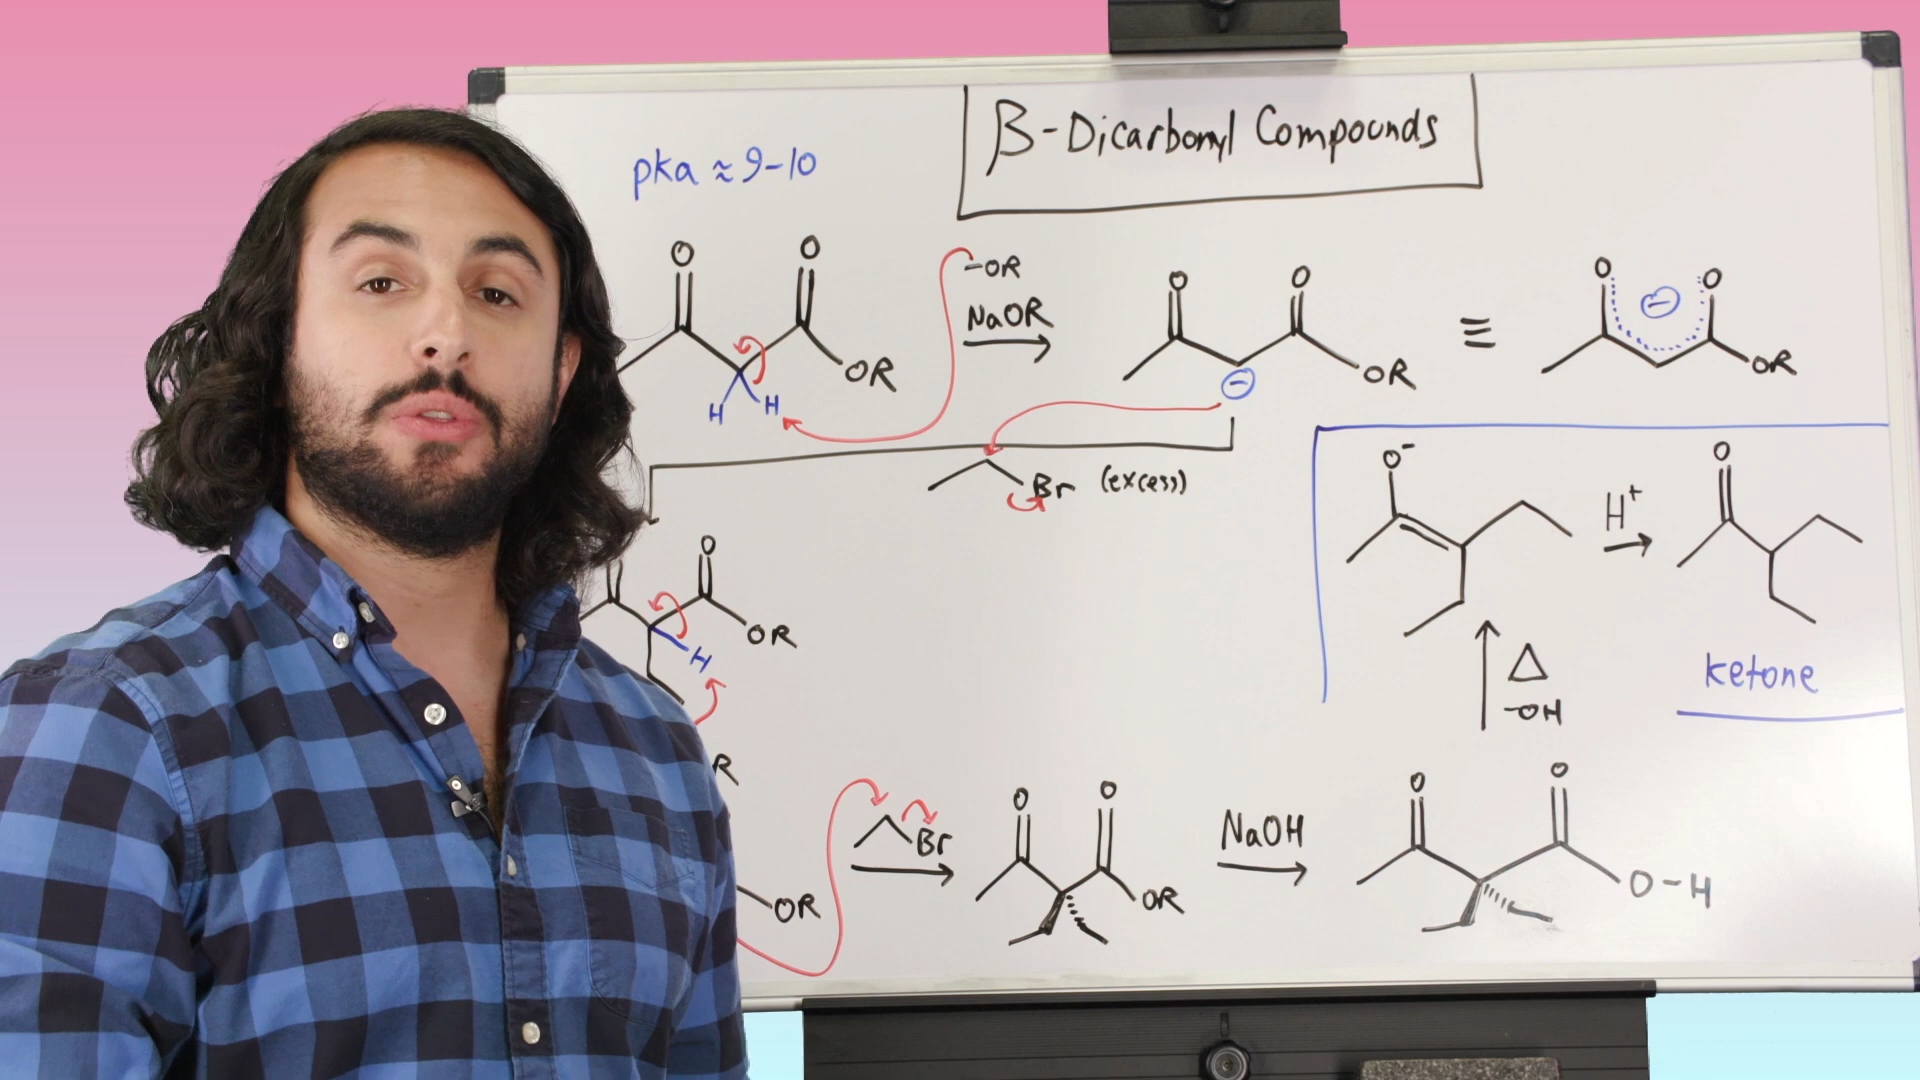 β-Dicarbonyl Compounds
pka ≈ 9-10
O O
OR
H H
-OR
NaOR
O O
OR
⊖
≡
O O
⊖
OR
Br (excess)
O
OR
H
R
OR
Br
O O
OR
NaOH
O O
O-H
△
-OH
O⁻
H⁺
O
ketone